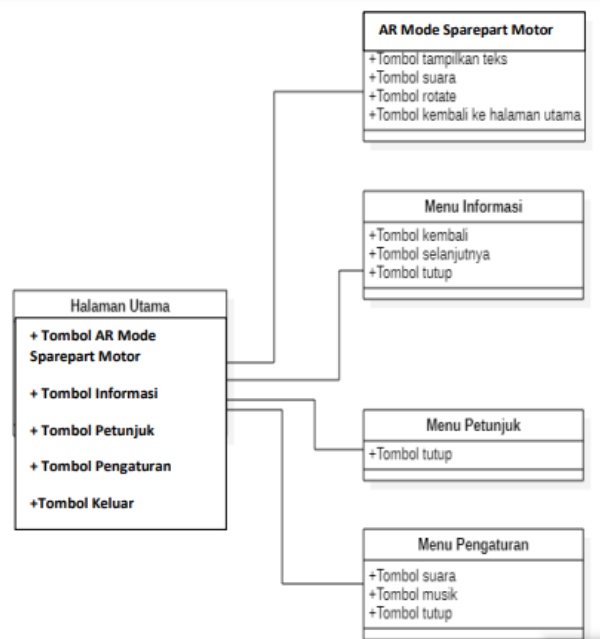 AR Mode Sparepart Motor
+Tombol tampilkan teks
+Tombol suara
+Tombol rotate
+Tombol kembali ke halaman utama
Menu Informasi
+Tombol kembali
+Tombol selanjutnya
+Tombol tutup
Halaman Utama
+ Tombol AR Mode
Sparepart Motor
+ Tombol Informasi
+ Tombol Petunjuk
+ Tombol Pengaturan
+Tombol Keluar
Menu Petunjuk
+Tombol tutup
Menu Pengaturan
+Tombol suara
+Tombol musik
+Tombol tutup